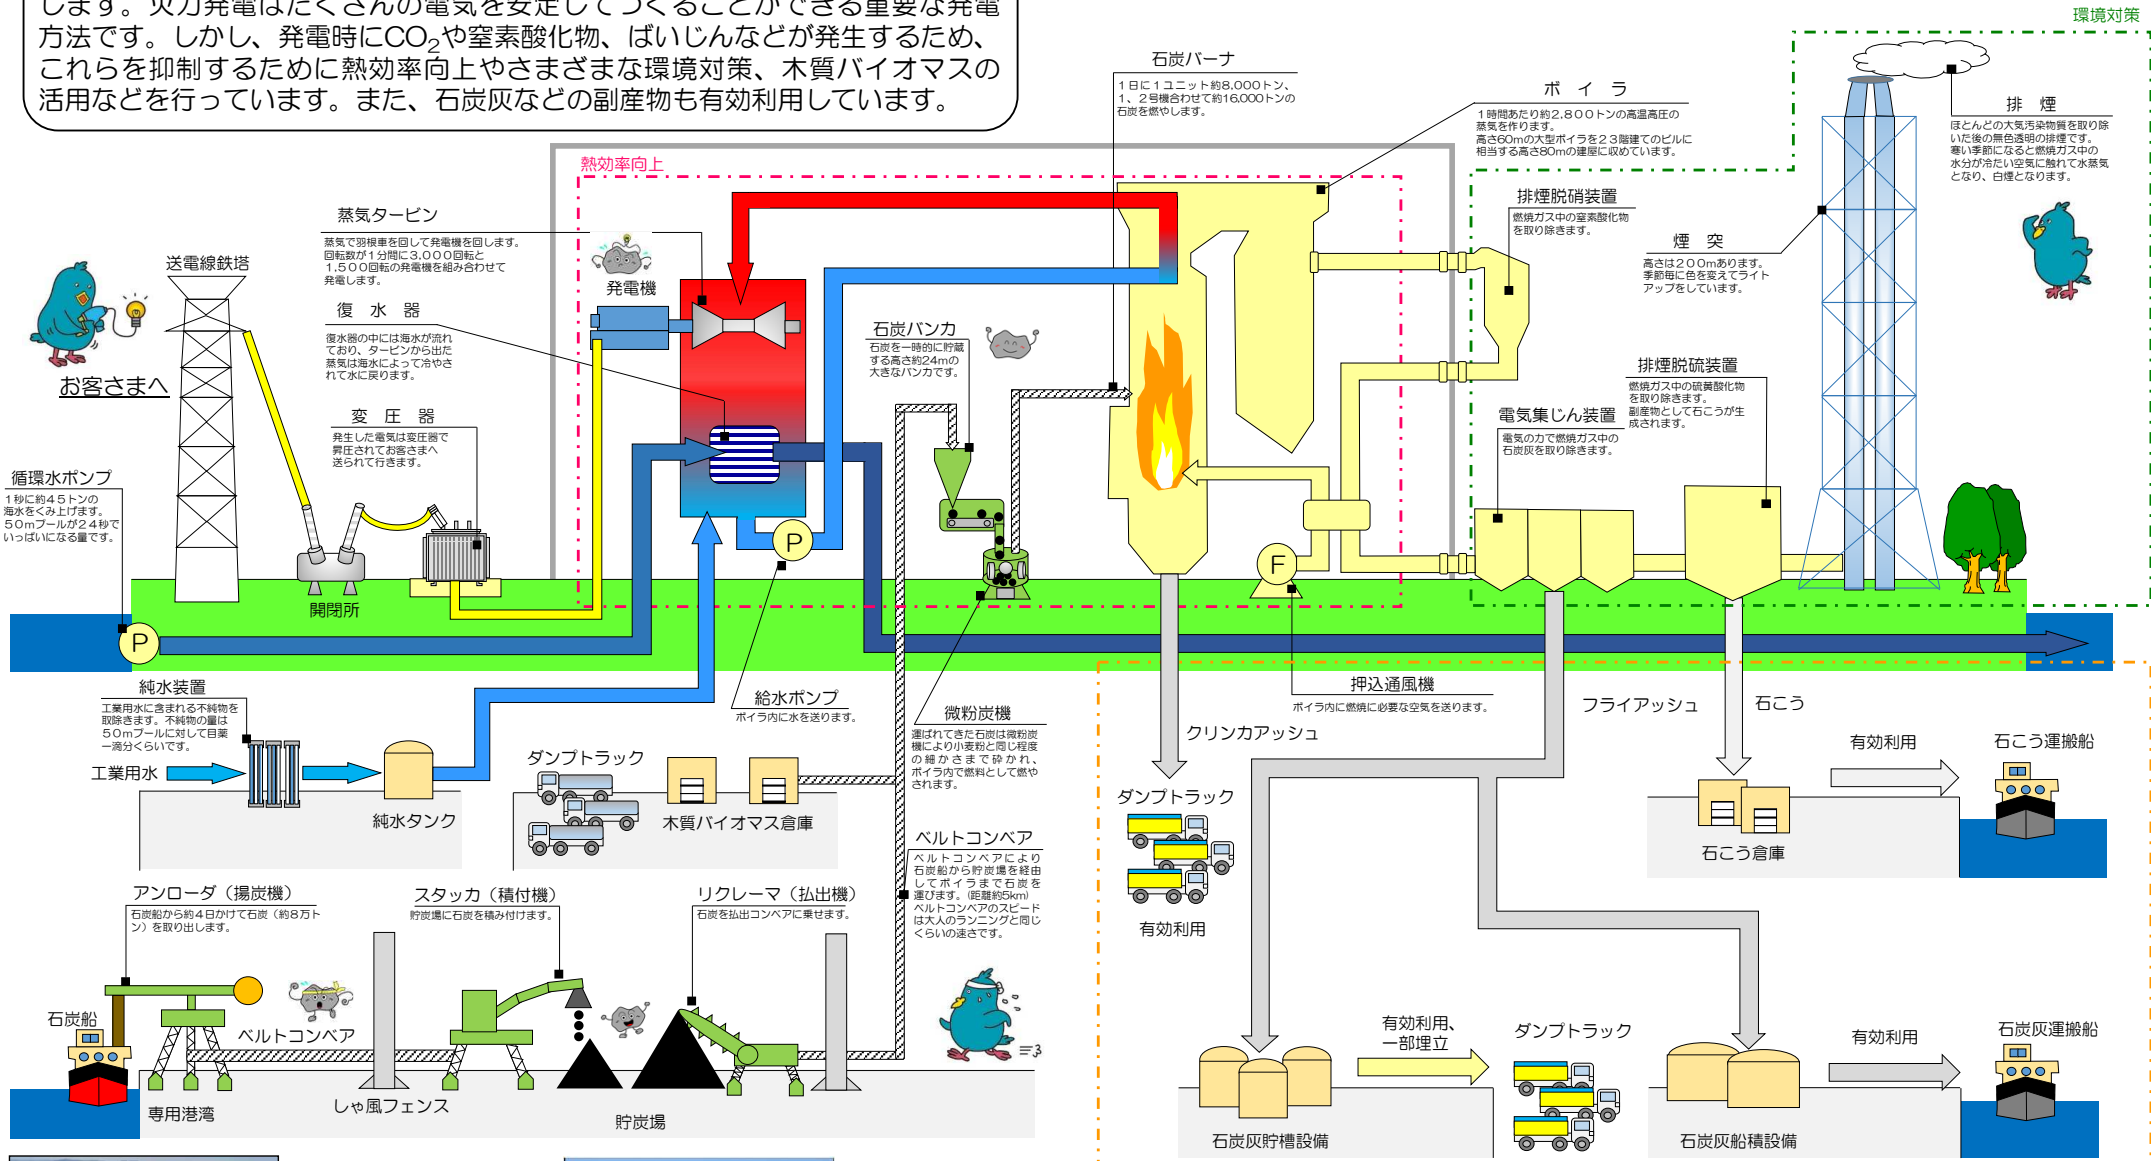 します。火力発電はたくさんの電気を安定してつくることができる重要な発電
方法です。しかし、発電時にCO₂や窒素酸化物、ばいじんなどが発生するため、
これらを抑制するために熱効率向上やさまざまな環境対策、木質バイオマスの
活用などを行っています。また、石炭灰などの副産物も有効利用しています。
環境対策
石炭バーナ
1日に1ユニット約8,000トン、
1、2号機合わせて約16,000トンの
石炭を燃やします。
ボイラ
1時間あたり約2,800トンの高温高圧の
蒸気を作ります。
高さ60mの大型ボイラを23階建てのビルに
相当する高さ80mの建屋に収めています。
排煙
ほとんどの大気汚染物質を取り除
いた後の無色透明の排煙です。
寒い季節になると燃焼ガス中の
水分が冷たい空気に触れて水蒸気
となり、白煙となります。
熱効率向上
蒸気タービン
蒸気で羽根車を回して発電機を回します。
回転数が1分間に3,000回転と
1,500回転の発電機を組み合わせて
発電します。
排煙脱硝装置
燃焼ガス中の窒素酸化物
を取り除きます。
煙突
高さは200mあります。
季節毎に色を変えてライト
アップをしています。
送電線鉄塔
発電機
復水器
復水器の中には海水が流れ
ており、タービンから出た
蒸気は海水によって冷やさ
れて水に戻ります。
石炭バンカ
石炭を一時的に貯蔵
する高さ約24mの
大きなバンカです。
お客さまへ
排煙脱硫装置
燃焼ガス中の硫黄酸化物
を取り除きます。
副産物として石こうが生
成されます。
変圧器
発生した電気は変圧器で
昇圧されてお客さまへ
送られて行きます。
電気集じん装置
電気の力で燃焼ガス中の
石炭灰を取り除きます。
循環水ポンプ
1秒に約45トンの
海水をくみ上げます。
50mプールが24秒で
いっぱいになる量です。
P
F
開閉所
P
純水装置
工業用水に含まれる不純物を
取除きます。不純物の量は
50mプールに対して目薬
一滴分くらいです。
給水ポンプ
ボイラ内に水を送ります。
微粉炭機
運ばれてきた石炭は微粉炭
機により小麦粉と同じ程度
の細かさまで砕かれ、
ボイラ内で燃料として燃や
されます。
押込通風機
ボイラ内に燃焼に必要な空気を送ります。
クリンカアッシュ
フライアッシュ
石こう
工業用水
純水タンク
ダンプトラック
木質バイオマス倉庫
ダンプトラック
有効利用
有効利用
石こう運搬船
石こう倉庫
ベルトコンベア
ベルトコンベアにより
石炭船から貯炭場を経由
してボイラまで石炭を
運びます。(距離約5km)
ベルトコンベアのスピード
は大人のランニングと同じ
くらいの速さです。
アンローダ（揚炭機）
石炭船から約4日かけて石炭（約8万ト
ン）を取り出します。
スタッカ（積付機）
貯炭場に石炭を積み付けます。
リクレーマ（払出機）
石炭を払出コンベアに乗せます。
石炭船
ベルトコンベア
専用港湾
しゃ風フェンス
貯炭場
有効利用、
一部埋立
ダンプトラック
有効利用
石炭灰運搬船
石炭灰貯槽設備
石炭灰船積設備